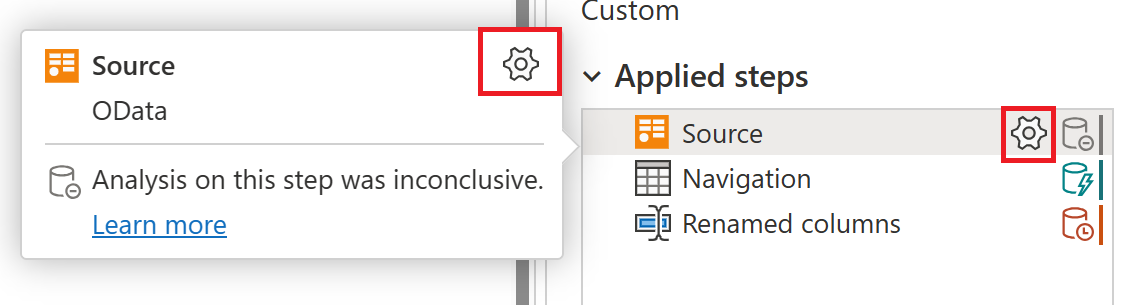 Custom
Source
OData
Analysis on this step was inconclusive.
Learn more
Applied steps
Source
Navigation
Renamed columns